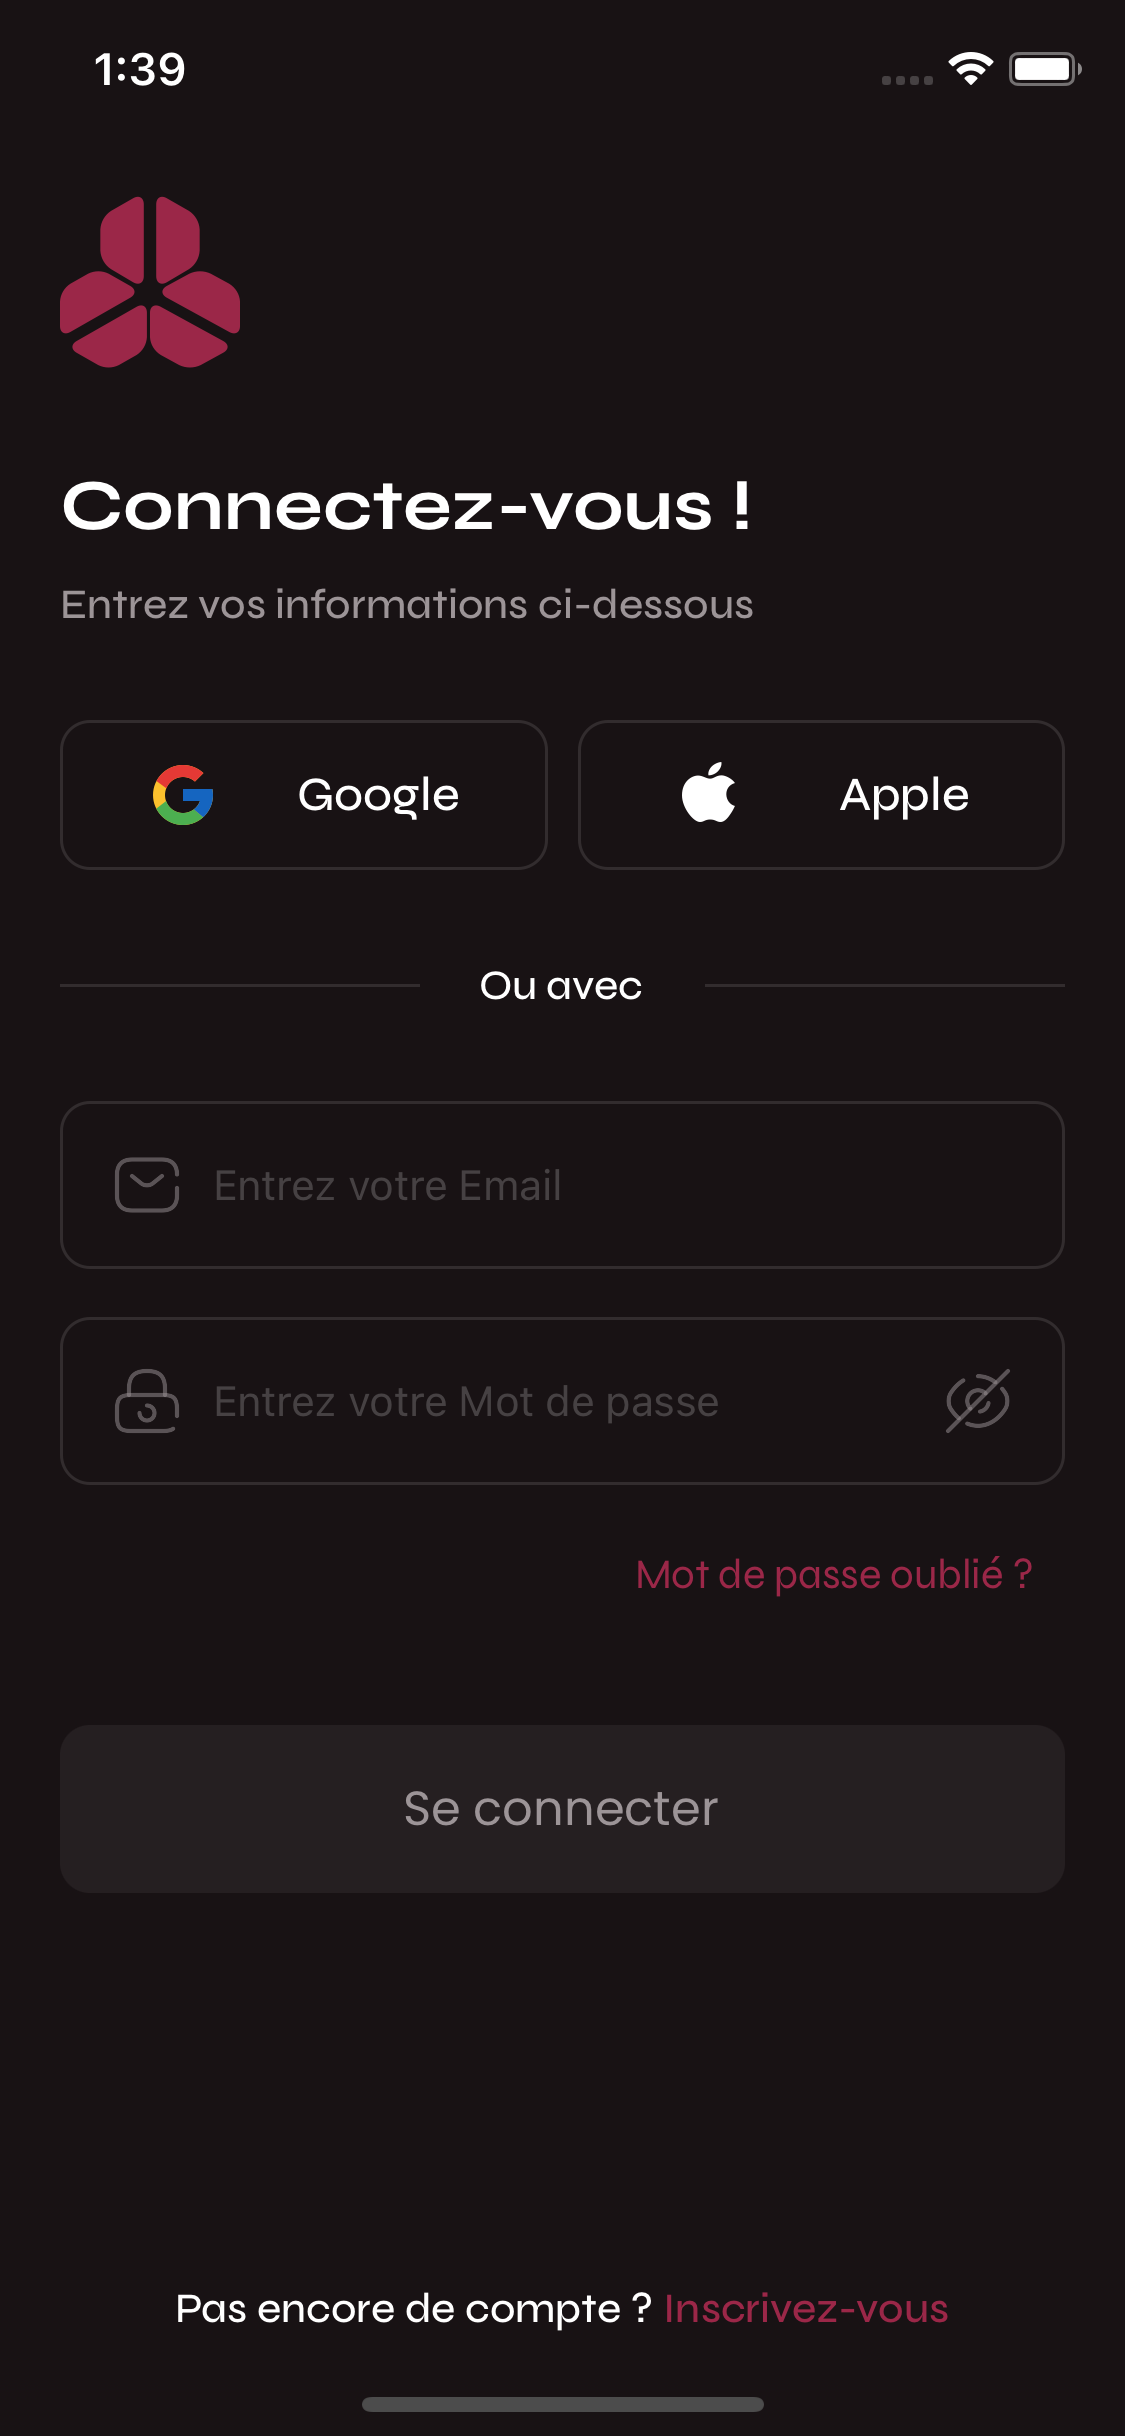 1:39
Connectez-vous !
Entrez vos informations ci-dessous
Google
Apple
Ou avec
Entrez votre Email
Entrez votre Mot de passe
Mot de passe oublié ?
Se connecter
Pas encore de compte ? Inscrivez-vous